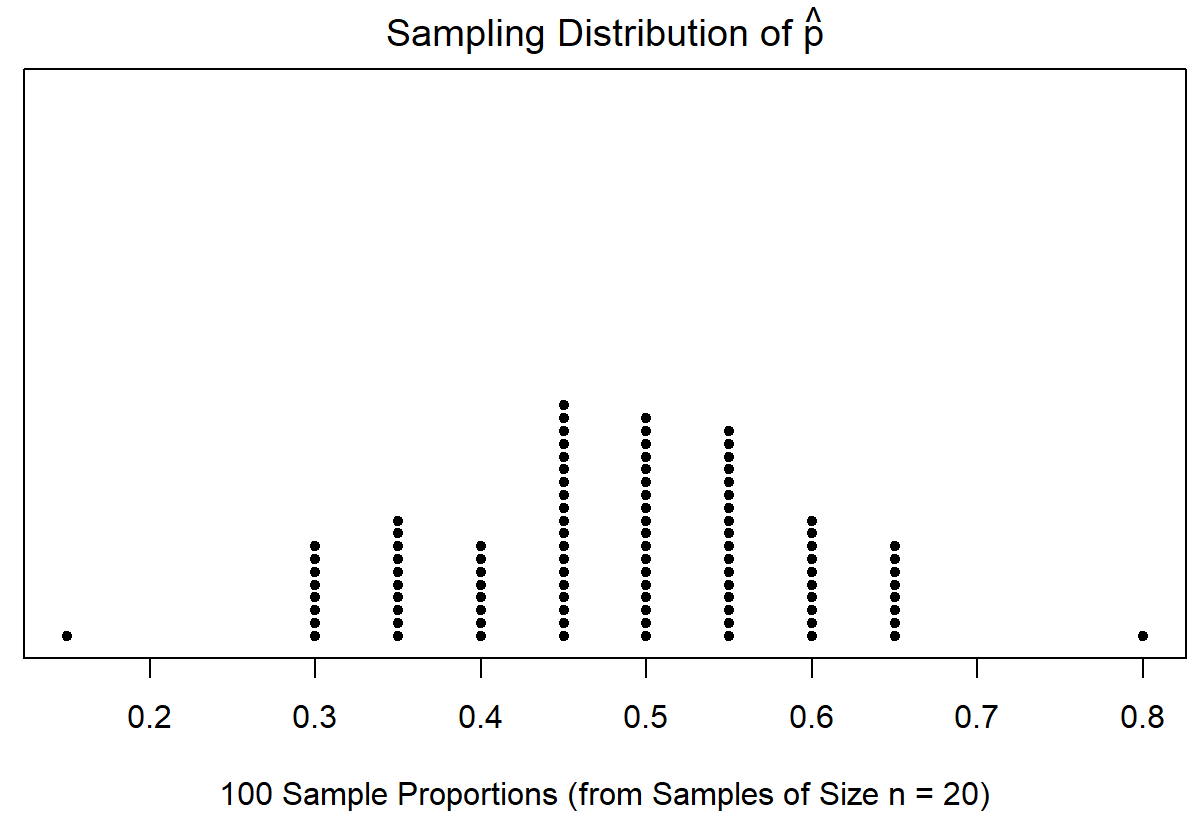 Sampling Distribution of p̂
0.2 0.3 0.4 0.5 0.6 0.7 0.8
100 Sample Proportions (from Samples of Size n = 20)